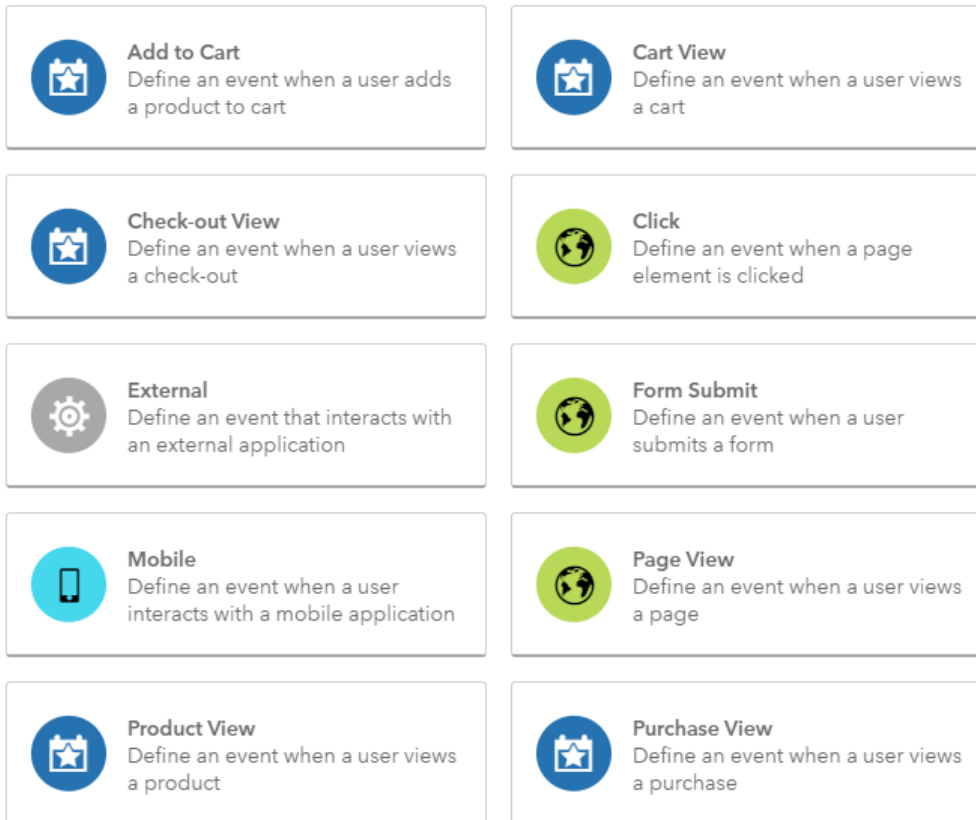 Add to Cart
Define an event when a user adds
a product to cart
Cart View
Define an event when a user views
a cart
Check-out View
Define an event when a user views
a check-out
Click
Define an event when a page
element is clicked
External
Define an event that interacts with
an external application
Form Submit
Define an event when a user
submits a form
Mobile
Define an event when a user
interacts with a mobile application
Page View
Define an event when a user views
a page
Product View
Define an event when a user views
a product
Purchase View
Define an event when a user views
a purchase